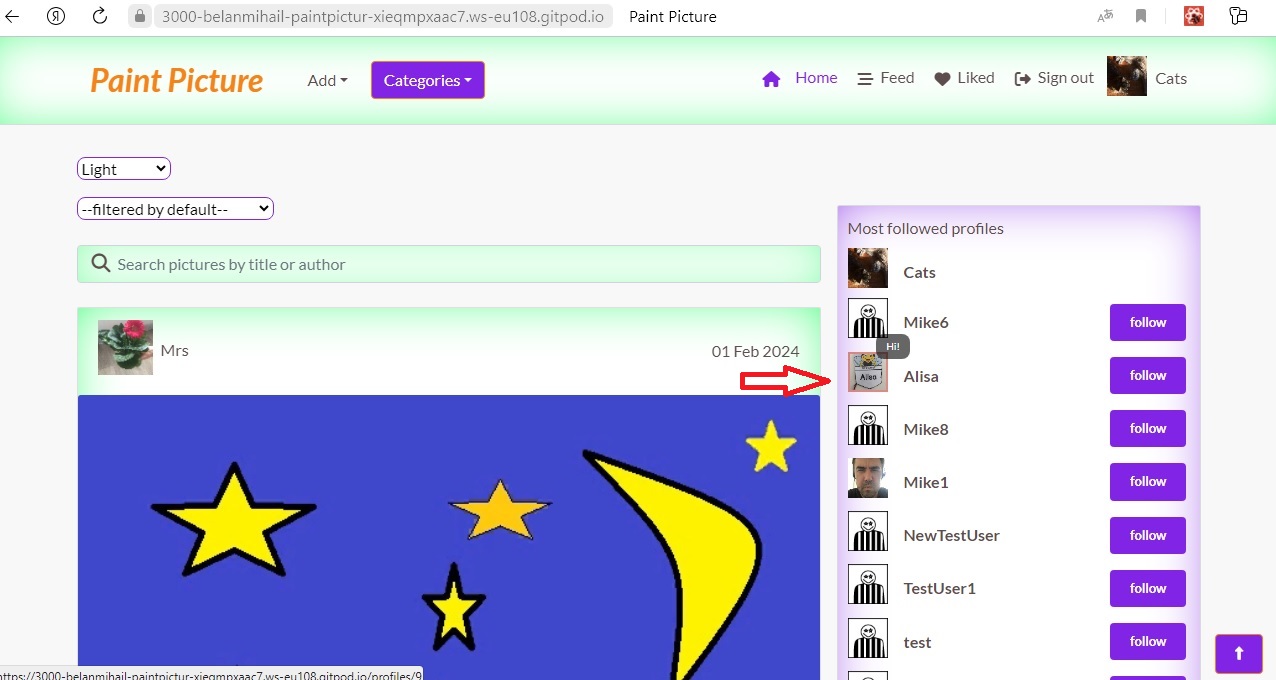 3000-belanmihail-paintpictur-xieqmpxaac7.ws-eu108.gitpod.io Paint Picture
Paint Picture Add Categories Home Feed Liked Sign out Cats
Light
--filtered by default--
Most followed profiles
Search pictures by title or author
Cats
Mike6 follow
Hi!
Mrs 01 Feb 2024
Alisa follow
Alisa
Mike8 follow
Mike1 follow
NewTestUser follow
TestUser1 follow
test follow
https://3000-belanmihail-paintpictur-xieqmpxaac7.ws-eu108.gitpod.io/profiles/9